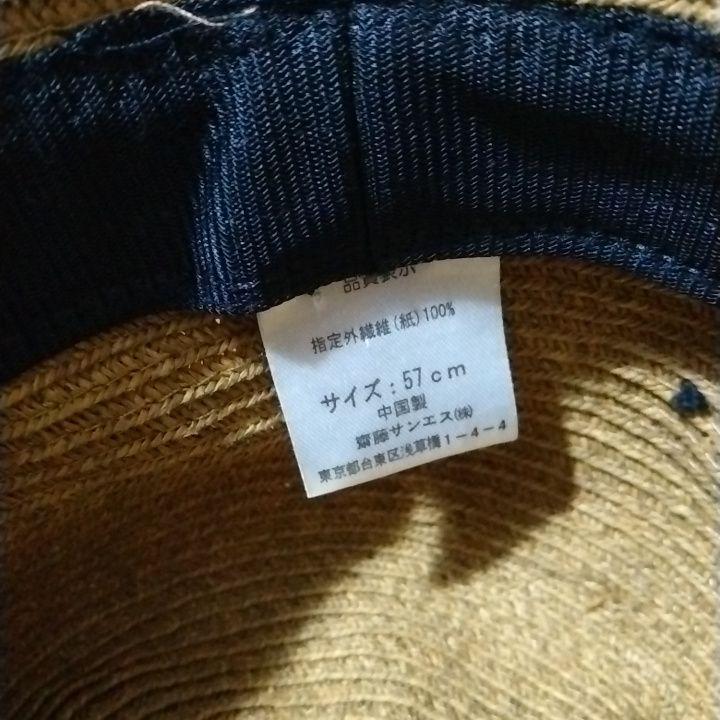 品質表示
指定外繊維（紙）100%
サイズ：57cm
中国製
齋藤サンエス㈱
東京都台東区浅草橋1-4-4